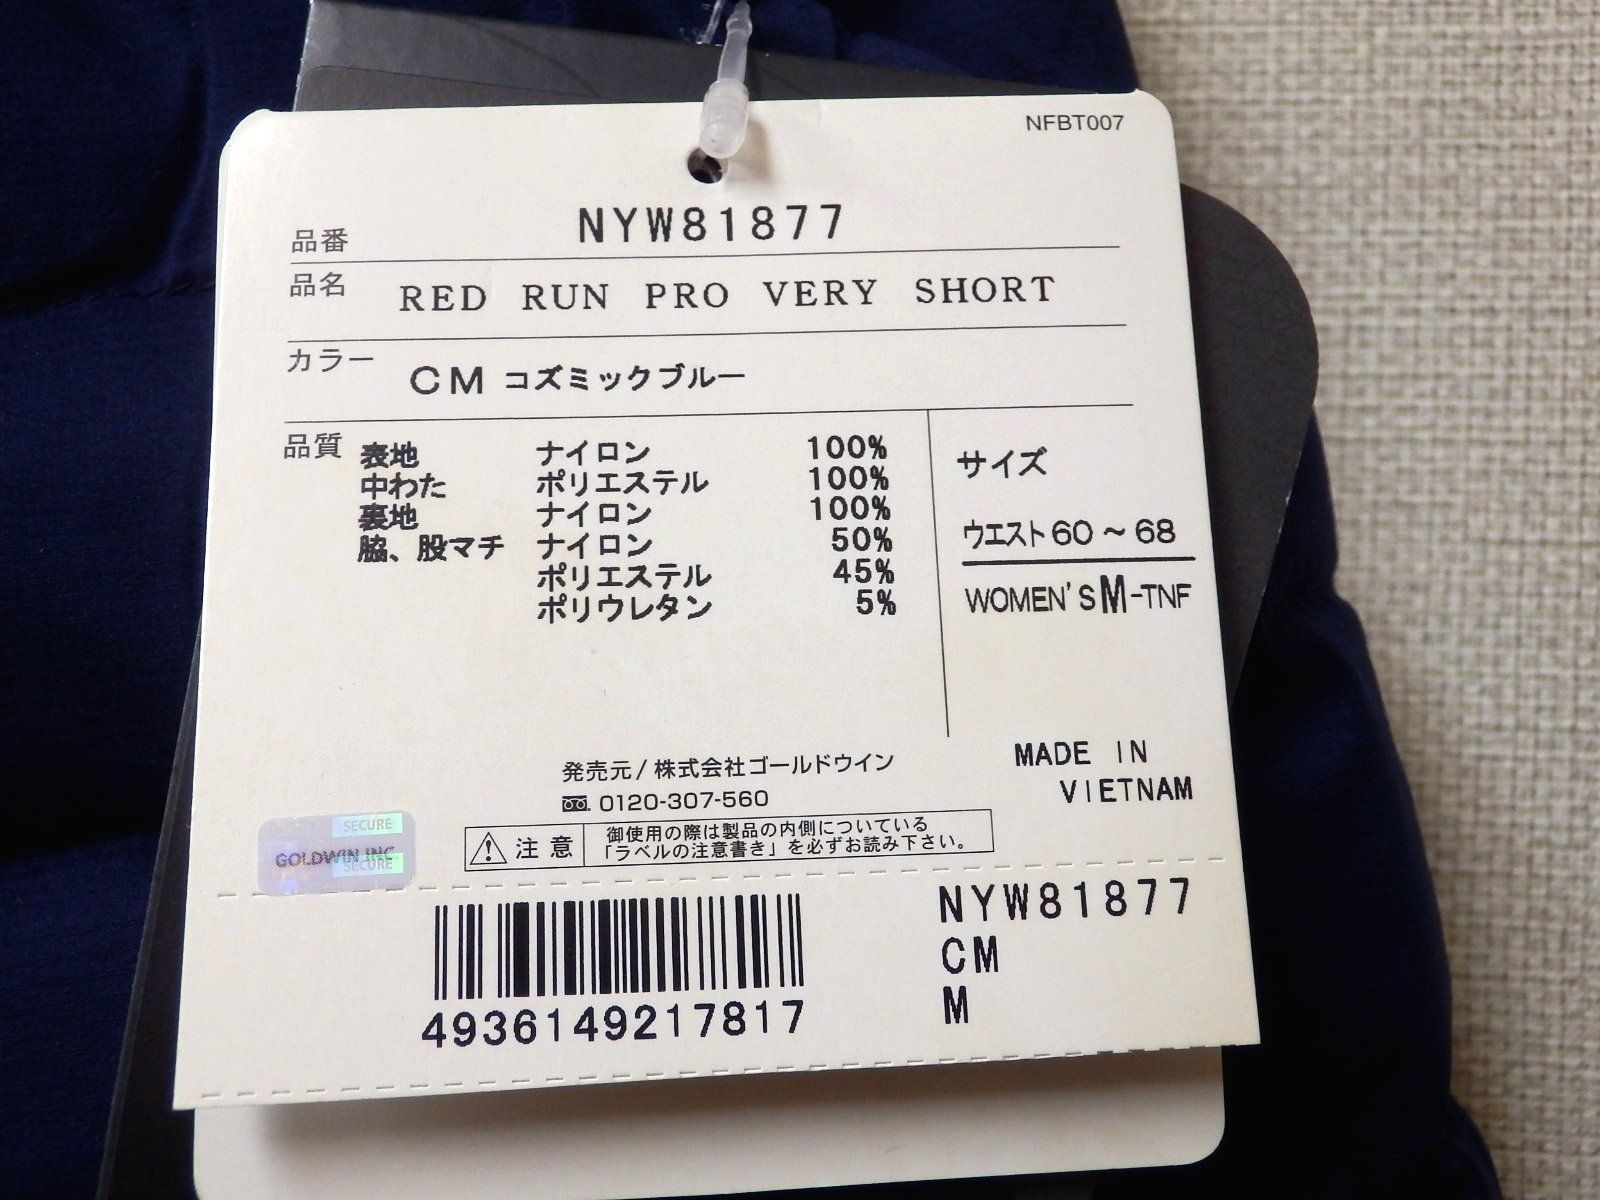 NFBT007
品番 NYW81877
品名 RED RUN PRO VERY SHORT
カラー CM コズミックブルー
品質 表地 ナイロン 100%
中わた ポリエステル 100%
裏地 ナイロン 100%
脇、股マチ ナイロン 50%
ポリエステル 45%
ポリウレタン 5%
サイズ
ウエスト60～68
WOMEN'S M-TNF
MADE IN
VIETNAM
発売元/株式会社ゴールドウイン
0120-307-560
注意 御使用の際は製品の内側についている
「ラベルの注意書き」を必ずお読み下さい。
SECURE
GOLDWIN INC
SECURE
4936149217817
NYW81877
CM
M